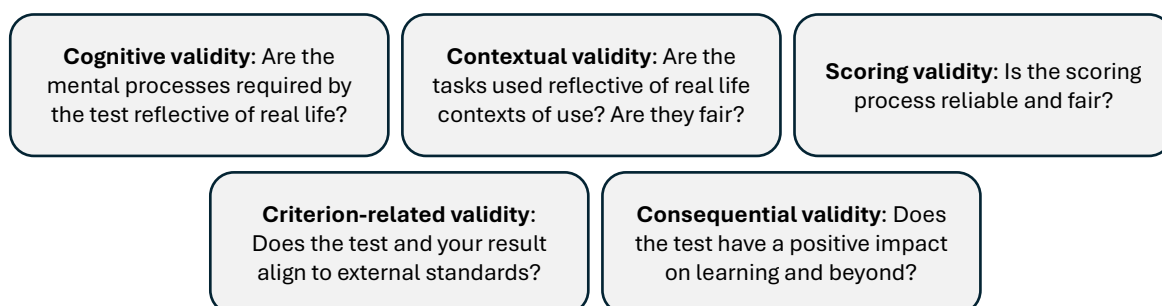 Cognitive validity: Are the
mental processes required by
the test reflective of real life?
Contextual validity: Are the
tasks used reflective of real life
contexts of use? Are they fair?
Scoring validity: Is the scoring
process reliable and fair?
Criterion-related validity:
Does the test and your result
align to external standards?
Consequential validity: Does
the test have a positive impact
on learning and beyond?